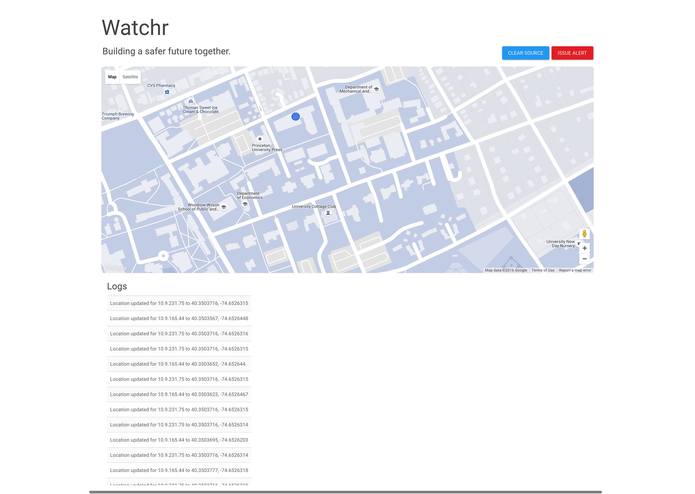 Watchr
Building a safer future together.
CLEAR SOURCE
ISSUE ALERT
Map Satellite
CVS Pharmacy
Department of
Mechanical and...
Thomas Sweet Ice
Cream & Chocolate
Triumph Brewing
Company
Princeton
University Press
Department
of Economics
Woodrow Wilson
School of Public and...
University Cottage Club
University Now
Day Nursery
Map data ©2016 Google Terms of Use Report a map error
Logs
Location updated for 10.9.231.75 to 40.3503716, -74.6526315
Location updated for 10.9.165.44 to 40.3503567, -74.6526448
Location updated for 10.9.231.75 to 40.3503716, -74.6526316
Location updated for 10.9.231.75 to 40.3503716, -74.6526315
Location updated for 10.9.165.44 to 40.3503652, -74.652644
Location updated for 10.9.231.75 to 40.3503716, -74.6526315
Location updated for 10.9.165.44 to 40.3503623, -74.6526467
Location updated for 10.9.231.75 to 40.3503716, -74.6526315
Location updated for 10.9.231.75 to 40.3503716, -74.6526314
Location updated for 10.9.165.44 to 40.3503695, -74.6526203
Location updated for 10.9.231.75 to 40.3503716, -74.6526314
Location updated for 10.9.165.44 to 40.3503777, -74.6526318